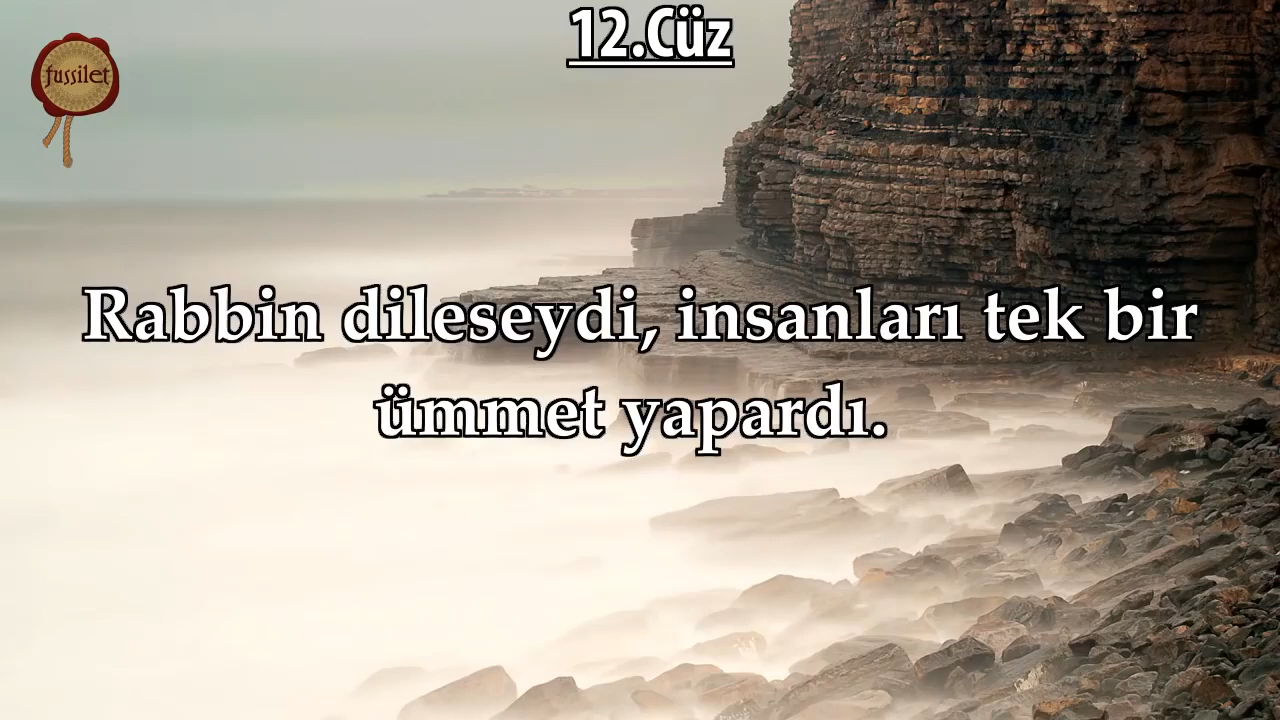 12.Cüz
fussilet
Rabbin dileseydi, insanları tek bir
ümmet yapardı.